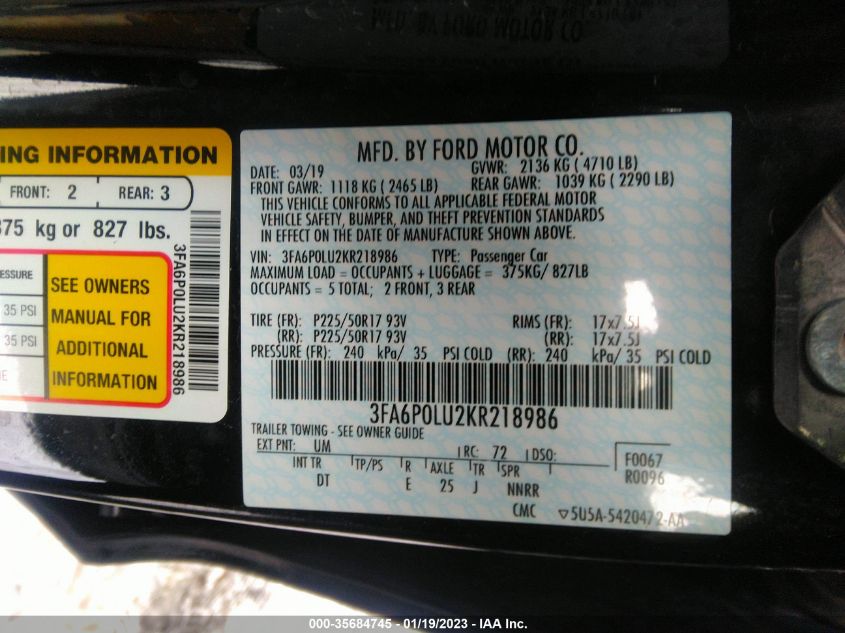 MFD. BY FORD MOTOR CO.
ING INFORMATION
FRONT: 2 REAR: 3
375 kg or 827 lbs.
ESSURE
35 PSI
35 PSI
SEE OWNERS
MANUAL FOR
ADDITIONAL
INFORMATION
3FA6P0LU2KR218986
MFD. BY FORD MOTOR CO.
DATE: 03/19 GVWR: 2136 KG ( 4710 LB)
FRONT GAWR: 1118 KG ( 2465 LB) REAR GAWR: 1039 KG ( 2290 LB)
THIS VEHICLE CONFORMS TO ALL APPLICABLE FEDERAL MOTOR
VEHICLE SAFETY, BUMPER, AND THEFT PREVENTION STANDARDS
IN EFFECT ON THE DATE OF MANUFACTURE SHOWN ABOVE.
VIN: 3FA6P0LU2KR218986 TYPE: Passenger Car
MAXIMUM LOAD = OCCUPANTS + LUGGAGE = 375KG/ 827LB
OCCUPANTS = 5 TOTAL; 2 FRONT, 3 REAR
TIRE (FR): P225/50R17 93V RIMS (FR): 17x7.5J
(RR): P225/50R17 93V (RR): 17x7.5J
PRESSURE (FR): 240 kPa/ 35 PSI COLD (RR): 240 kPa/ 35 PSI COLD
3FA6P0LU2KR218986
TRAILER TOWING - SEE OWNER GUIDE
EXT PNT: UM RC: 72 DSO:
INT TR TP/PS R AXLE TR SPR
DT E 25 J NNRR
F0067
R0096
CMC ▽5U5A-5420472-AA
000-35684745 - 01/19/2023 - IAA Inc.